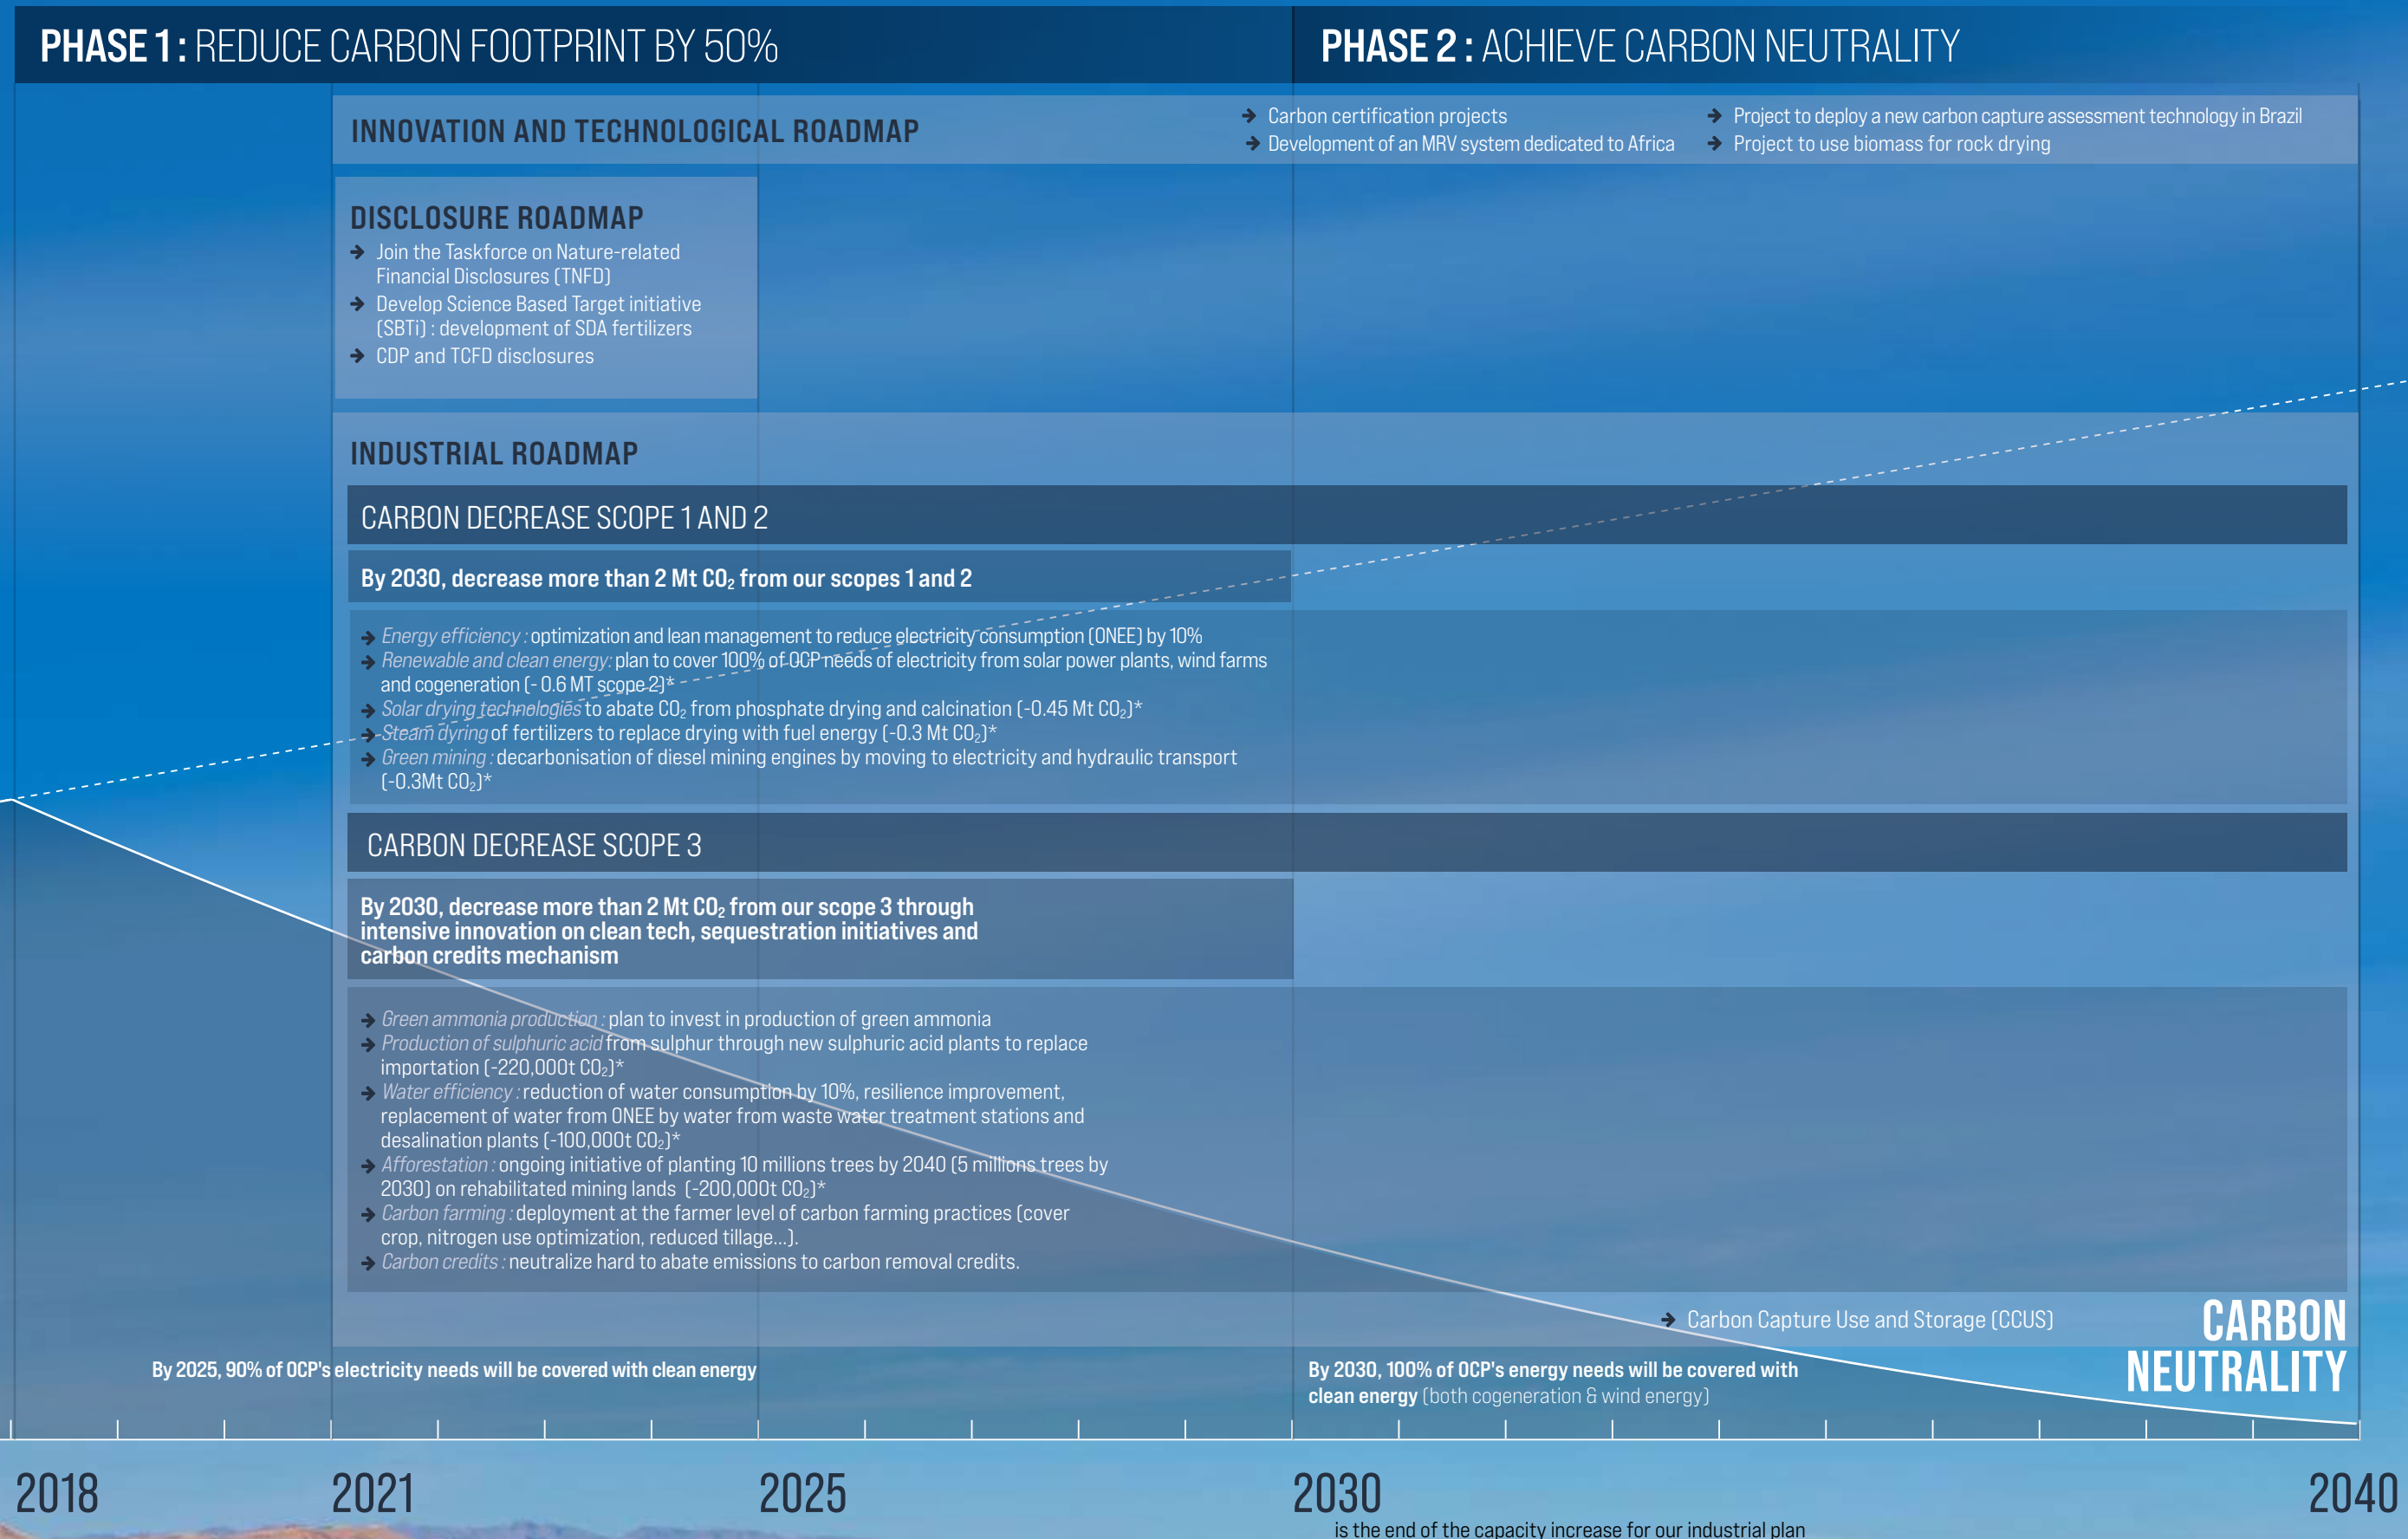 PHASE 1 : REDUCE CARBON FOOTPRINT BY 50%
PHASE 2 : ACHIEVE CARBON NEUTRALITY
INNOVATION AND TECHNOLOGICAL ROADMAP
→ Carbon certification projects
→ Development of an MRV system dedicated to Africa
→ Project to deploy a new carbon capture assessment technology in Brazil
→ Project to use biomass for rock drying
DISCLOSURE ROADMAP
→ Join the Taskforce on Nature-related
Financial Disclosures (TNFD)
→ Develop Science Based Target initiative
(SBTi) : development of SDA fertilizers
→ CDP and TCFD disclosures
INDUSTRIAL ROADMAP
CARBON DECREASE SCOPE 1 AND 2
By 2030, decrease more than 2 Mt CO₂ from our scopes 1 and 2
→ Energy efficiency : optimization and lean management to reduce electricity consumption (ONEE) by 10%
→ Renewable and clean energy: plan to cover 100% of OCP needs of electricity from solar power plants, wind farms
and cogeneration (- 0.6 MT scope 2)*
→ Solar drying technologies to abate CO₂ from phosphate drying and calcination (-0.45 Mt CO₂)*
→ Steam dyring of fertilizers to replace drying with fuel energy (-0.3 Mt CO₂)*
→ Green mining : decarbonisation of diesel mining engines by moving to electricity and hydraulic transport
(-0.3Mt CO₂)*
CARBON DECREASE SCOPE 3
By 2030, decrease more than 2 Mt CO₂ from our scope 3 through
intensive innovation on clean tech, sequestration initiatives and
carbon credits mechanism
→ Green ammonia production : plan to invest in production of green ammonia
→ Production of sulphuric acid from sulphur through new sulphuric acid plants to replace
importation (-220,000t CO₂)*
→ Water efficiency : reduction of water consumption by 10%, resilience improvement,
replacement of water from ONEE by water from waste water treatment stations and
desalination plants (-100,000t CO₂)*
→ Afforestation : ongoing initiative of planting 10 millions trees by 2040 (5 millions trees by
2030) on rehabilitated mining lands (-200,000t CO₂)*
→ Carbon farming : deployment at the farmer level of carbon farming practices (cover
crop, nitrogen use optimization, reduced tillage...).
→ Carbon credits : neutralize hard to abate emissions to carbon removal credits.
→ Carbon Capture Use and Storage (CCUS)
CARBON
NEUTRALITY
By 2025, 90% of OCP's electricity needs will be covered with clean energy
By 2030, 100% of OCP's energy needs will be covered with
clean energy (both cogeneration & wind energy)
2018
2021
2025
2030
2040
is the end of the capacity increase for our industrial plan